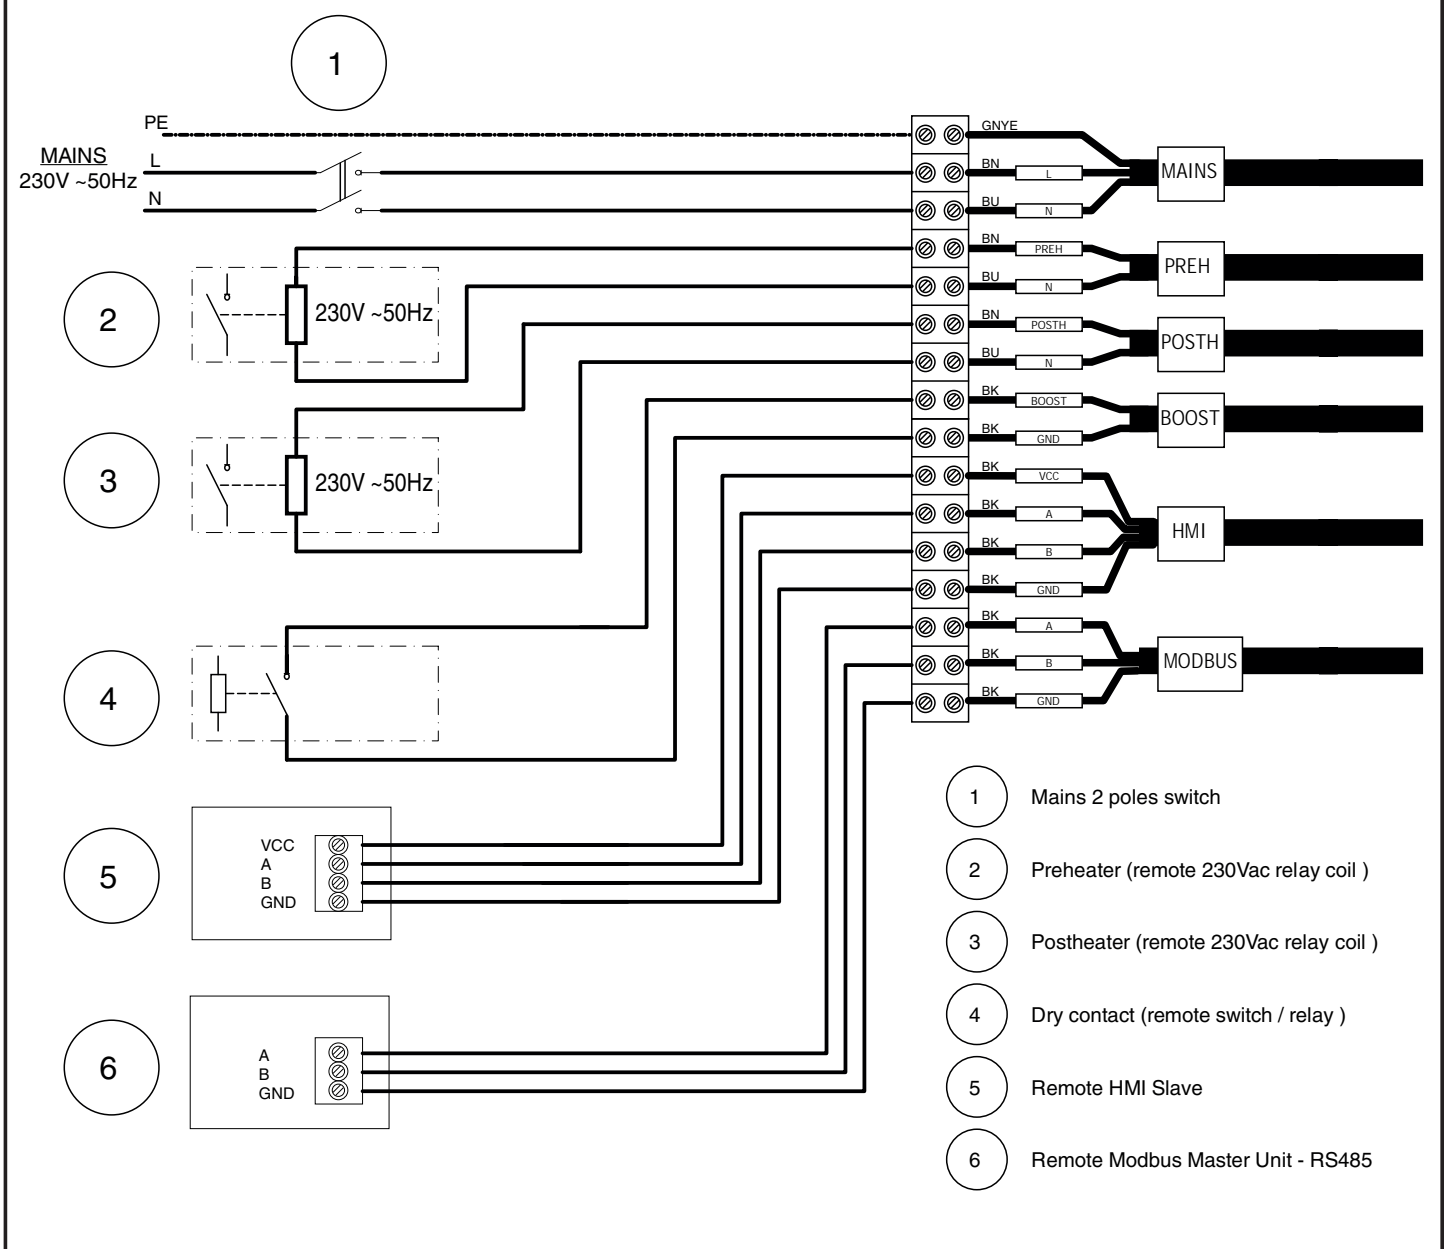 1
PE
MAINS
230V ~50Hz
L
N
GNYE
BN
L
BU
N
MAINS
BN
PREH
BU
N
PREH
2
230V ~50Hz
BN
POSTH
BU
N
POSTH
BK
BOOST
BK
GND
BOOST
3
230V ~50Hz
BK
VCC
BK
A
BK
B
BK
GND
HMI
BK
A
BK
B
BK
GND
MODBUS
4
5
VCC
A
B
GND
6
A
B
GND
1 Mains 2 poles switch
2 Preheater (remote 230Vac relay coil )
3 Postheater (remote 230Vac relay coil )
4 Dry contact (remote switch / relay )
5 Remote HMI Slave
6 Remote Modbus Master Unit - RS485